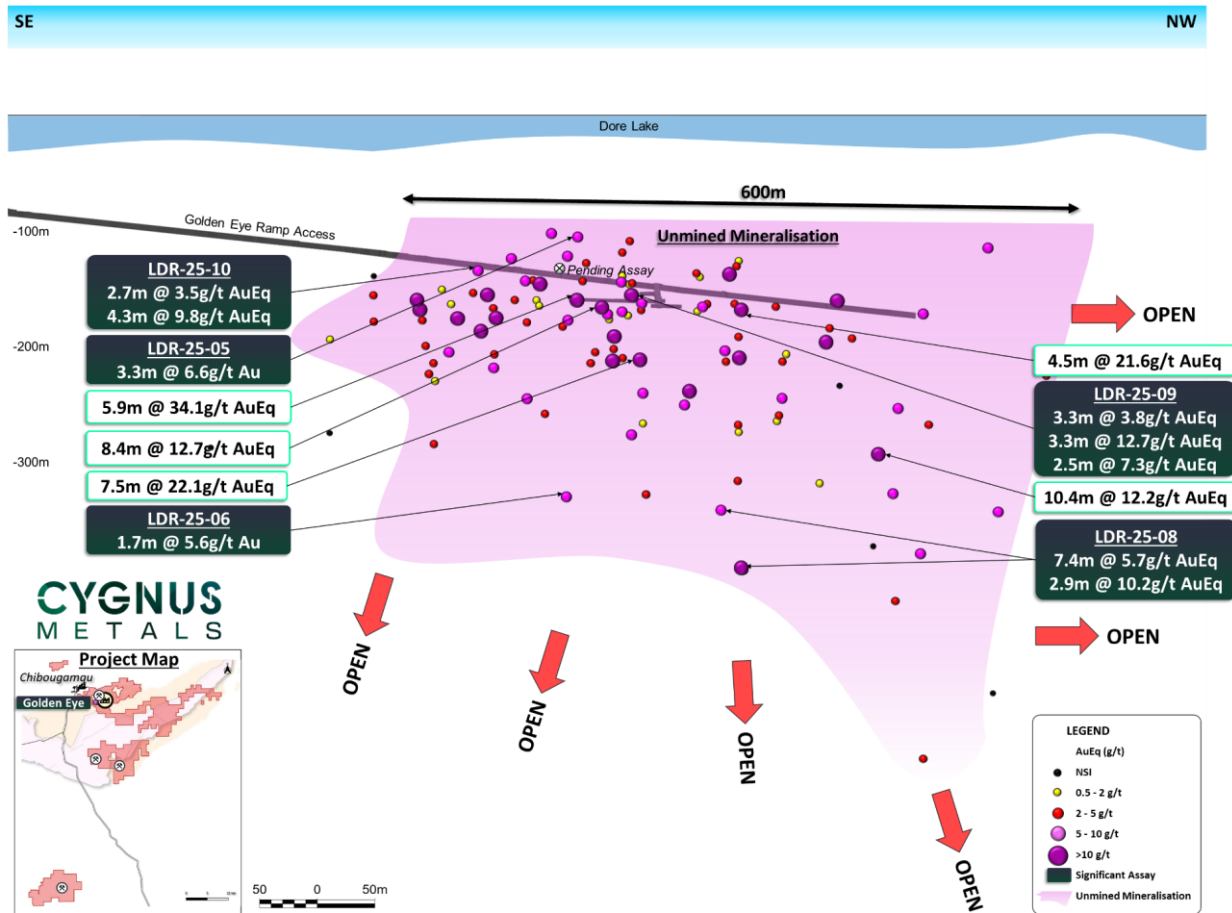 SE
NW
Dore Lake
600m
Golden Eye Ramp Access
Unmined Mineralisation
-100m
-200m
-300m
Pending Assay
LDR-25-10
2.7m @ 3.5g/t AuEq
4.3m @ 9.8g/t AuEq
LDR-25-05
3.3m @ 6.6g/t Au
5.9m @ 34.1g/t AuEq
8.4m @ 12.7g/t AuEq
7.5m @ 22.1g/t AuEq
LDR-25-06
1.7m @ 5.6g/t Au
OPEN
4.5m @ 21.6g/t AuEq
LDR-25-09
3.3m @ 3.8g/t AuEq
3.3m @ 12.7g/t AuEq
2.5m @ 7.3g/t AuEq
10.4m @ 12.2g/t AuEq
LDR-25-08
7.4m @ 5.7g/t AuEq
2.9m @ 10.2g/t AuEq
OPEN
OPEN
OPEN
OPEN
OPEN
CYGNUS
METALS
Project Map
Chibougamau
Golden Eye
50 0 50m
LEGEND
AuEq (g/t)
NSI
0.5 - 2 g/t
2 - 5 g/t
5 - 10 g/t
>10 g/t
Significant Assay
Unmined Mineralisation